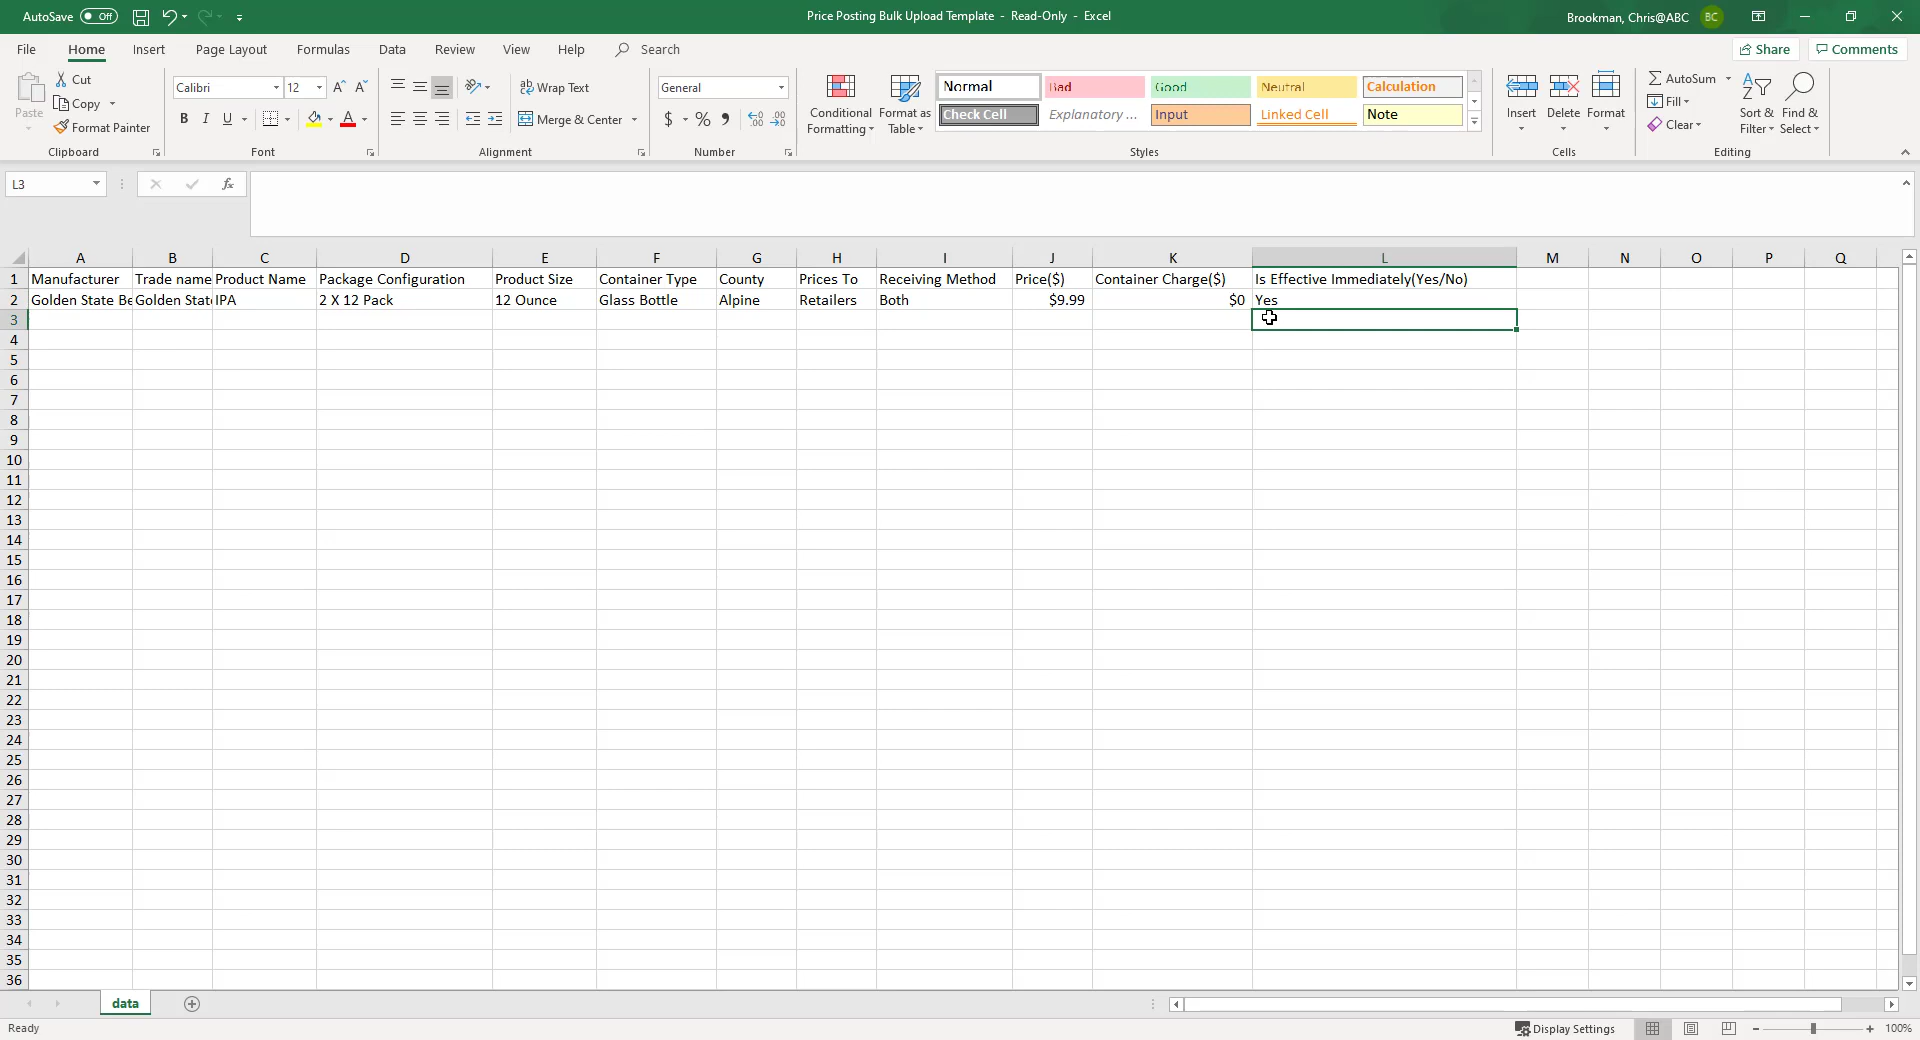 AutoSave Off Price Posting Bulk Upload Template - Read-Only - Excel Brookman, Chris@ABC BC
File Home Insert Page Layout Formulas Data Review View Help Search Share Comments
Paste Cut Copy Format Painter Clipboard
Calibri 12 B I U A A A Font
Wrap Text Merge & Center Alignment
General $ % Number
Conditional Formatting Format as Table
Normal Bad Good Neutral Calculation
Check Cell Explanatory ... Input Linked Cell Note
Styles
Insert Delete Format Cells
AutoSum Fill Clear Sort & Filter Find & Select Editing
L3 fx
A B C D E F G H I J K L M N O P Q
1 Manufacturer Trade name Product Name Package Configuration Product Size Container Type County Prices To Receiving Method Price($) Container Charge($) Is Effective Immediately(Yes/No)
2 Golden State Be Golden Stat IPA 2 X 12 Pack 12 Ounce Glass Bottle Alpine Retailers Both $9.99 $0 Yes
3
4
5
6
7
8
9
10
11
12
13
14
15
16
17
18
19
20
21
22
23
24
25
26
27
28
29
30
31
32
33
34
35
36
data
Ready Display Settings 100%